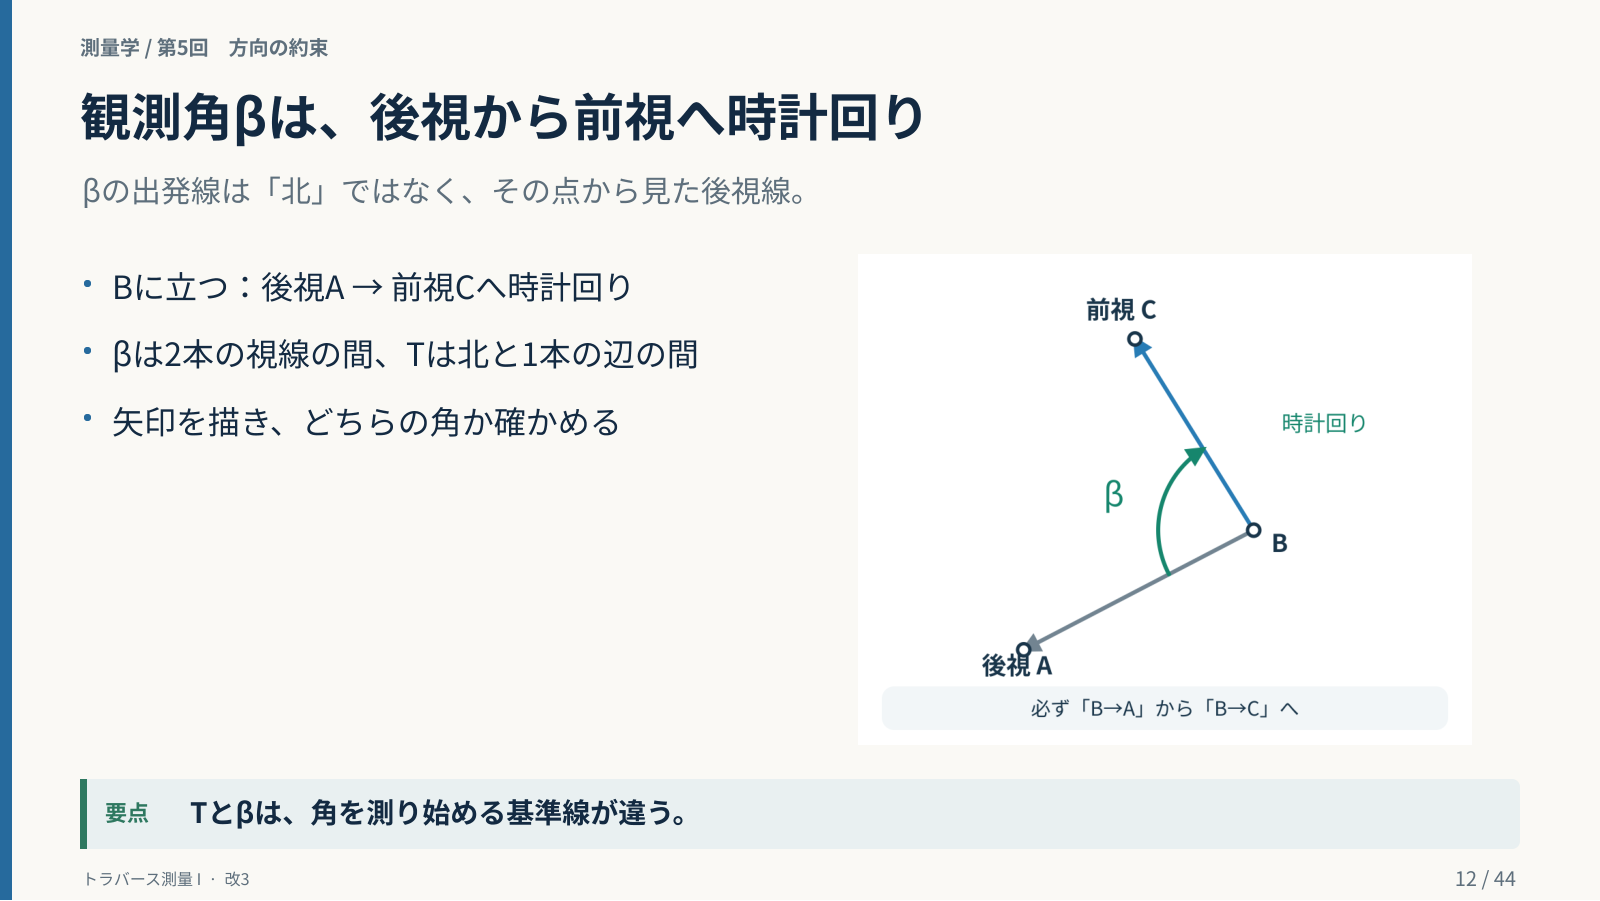 測量学 / 第5回　方向の約束
観測角βは、後視から前視へ時計回り
βの出発線は「北」ではなく、その点から見た後視線。
• Bに立つ：後視A → 前視Cへ時計回り
• βは2本の視線の間、Tは北と1本の辺の間
• 矢印を描き、どちらの角か確かめる
前視 C
時計回り
β
B
後視 A
必ず「B→A」から「B→C」へ
要点　Tとβは、角を測り始める基準線が違う。
トラバース測量 I · 改3
12 / 44